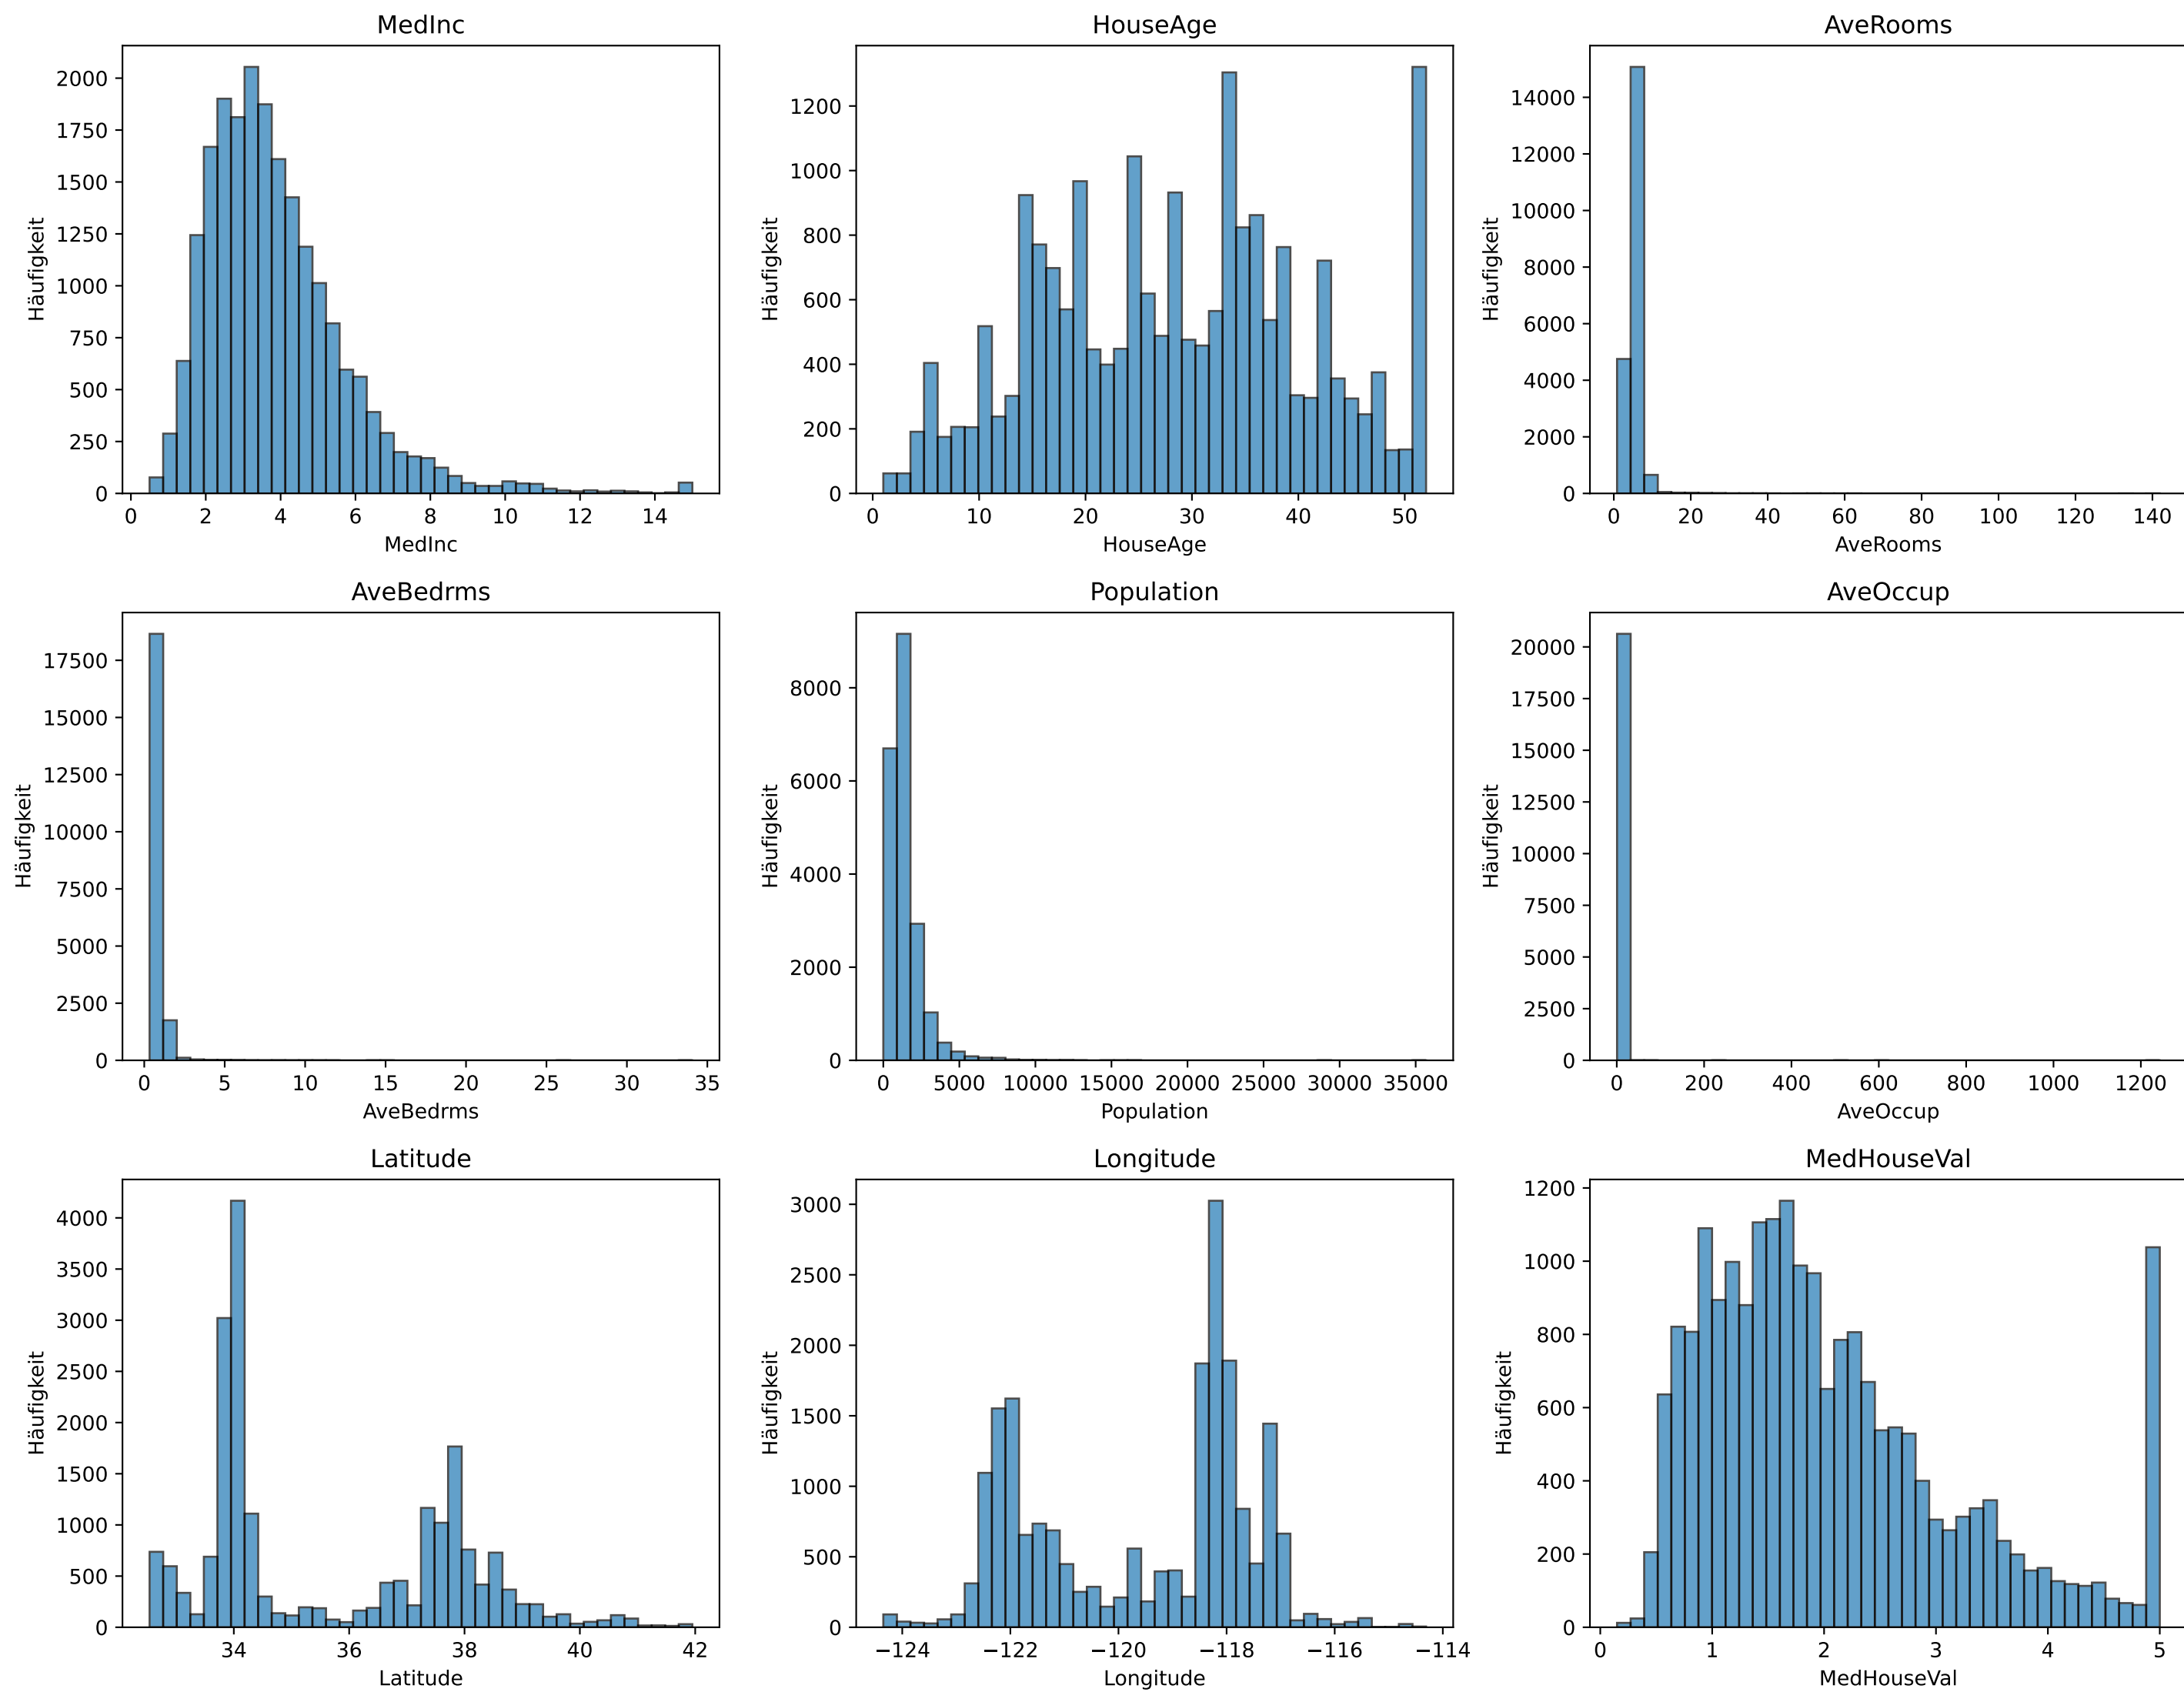 MedInc
HouseAge
AveRooms
Häufigkeit
2000
1750
1500
1250
1000
750
500
250
0
0 2 4 6 8 10 12 14
MedInc
Häufigkeit
1200
1000
800
600
400
200
0
0 10 20 30 40 50
HouseAge
Häufigkeit
14000
12000
10000
8000
6000
4000
2000
0
0 20 40 60 80 100 120 140
AveRooms
AveBedrms
Population
AveOccup
Häufigkeit
17500
15000
12500
10000
7500
5000
2500
0
0 5 10 15 20 25 30 35
AveBedrms
Häufigkeit
8000
6000
4000
2000
0
0 5000 10000 15000 20000 25000 30000 35000
Population
Häufigkeit
20000
17500
15000
12500
10000
7500
5000
2500
0
0 200 400 600 800 1000 1200
AveOccup
Latitude
Longitude
MedHouseVal
Häufigkeit
4000
3500
3000
2500
2000
1500
1000
500
0
34 36 38 40 42
Latitude
Häufigkeit
3000
2500
2000
1500
1000
500
0
−124 −122 −120 −118 −116 −114
Longitude
Häufigkeit
1200
1000
800
600
400
200
0
0 1 2 3 4 5
MedHouseVal